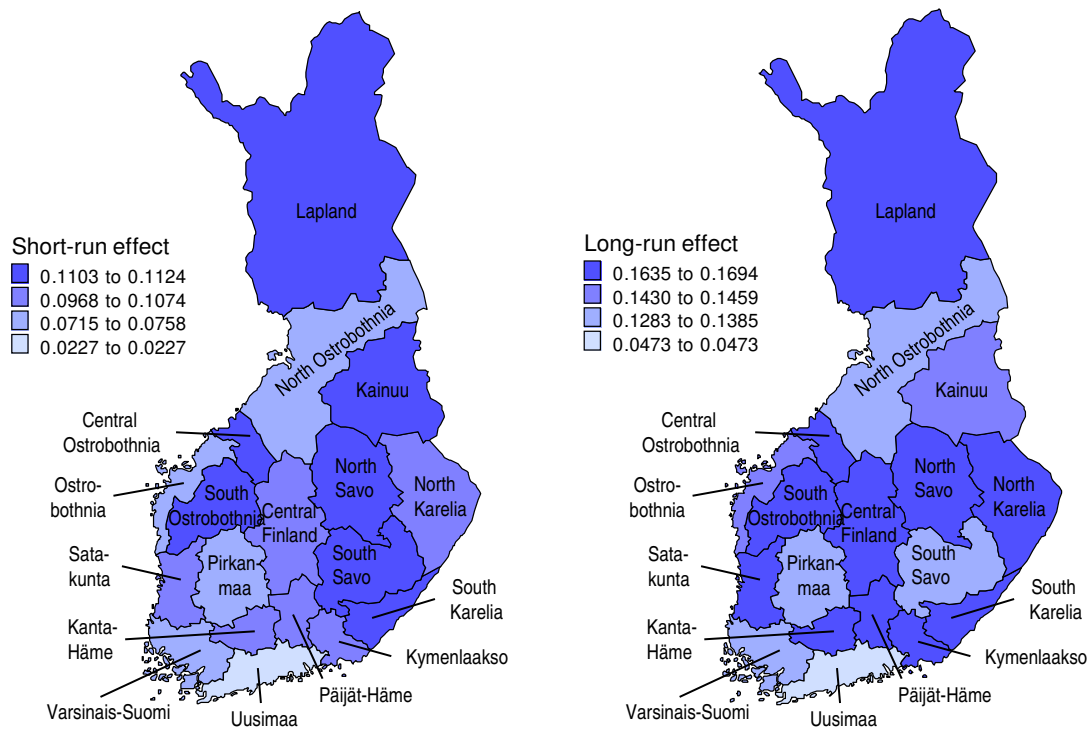 Lapland
Short-run effect
0.1103 to 0.1124
0.0968 to 0.1074
0.0715 to 0.0758
0.0227 to 0.0227
North Ostrobothnia
Kainuu
Central
Ostrobothnia
Ostro-
bothnia
South
Ostrobothnia
Central
Finland
North
Savo
North
Karelia
Sata-
kunta
Pirkan-
maa
South
Savo
South
Karelia
Kanta-
Häme
Kymenlaakso
Päijät-Häme
Varsinais-Suomi
Uusimaa
Lapland
Long-run effect
0.1635 to 0.1694
0.1430 to 0.1459
0.1283 to 0.1385
0.0473 to 0.0473
North Ostrobothnia
Kainuu
Central
Ostrobothnia
Ostro-
bothnia
South
Ostrobothnia
Central
Finland
North
Savo
North
Karelia
Sata-
kunta
Pirkan-
maa
South
Savo
South
Karelia
Kanta-
Häme
Kymenlaakso
Päijät-Häme
Varsinais-Suomi
Uusimaa